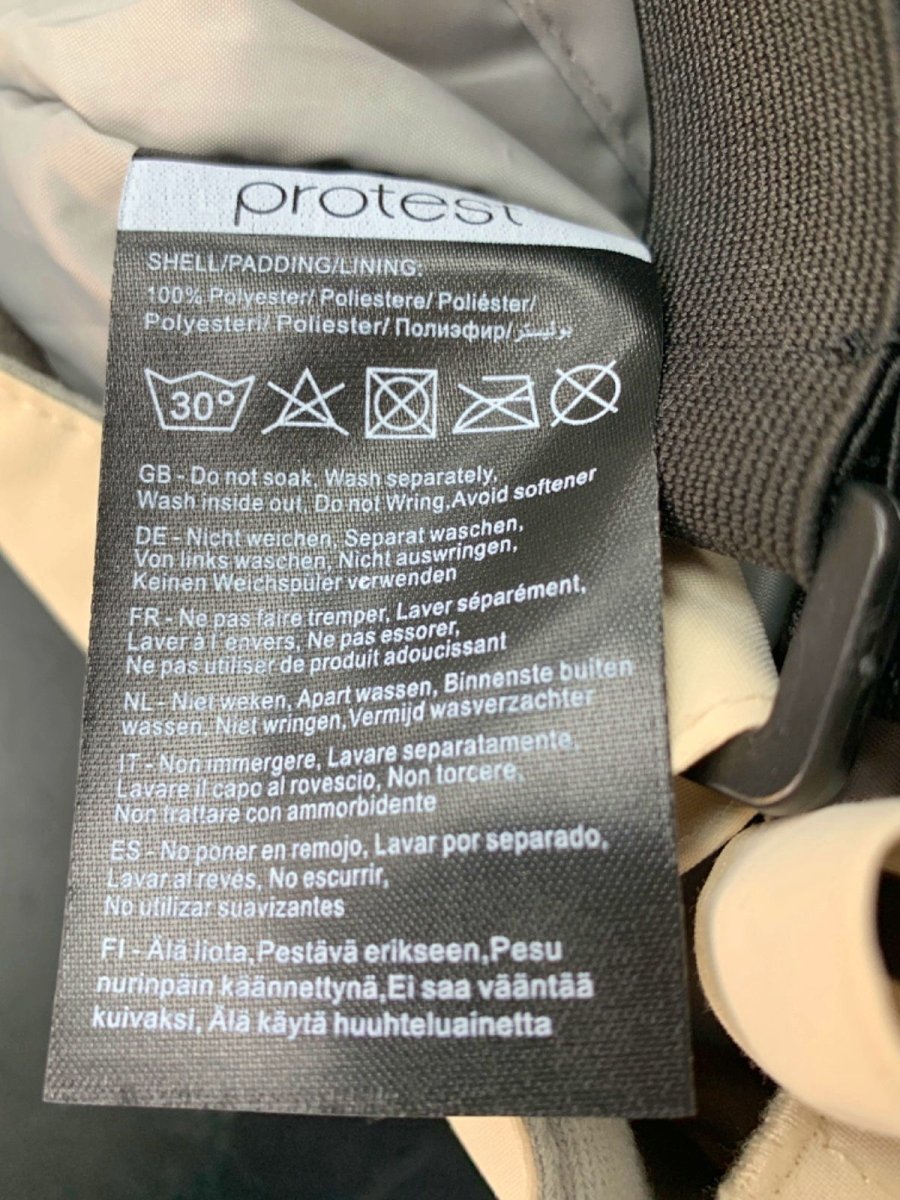 protest
SHELL/PADDING/LINING:
100% Polyester/ Poliestere/ Poliéster/
Polyesteri/ Poliester/ Полиэфир/ بوليستر
30°
GB - Do not soak, Wash separately,
Wash inside out, Do not Wring,Avoid softener
DE - Nicht weichen, Separat waschen,
Von links waschen, Nicht auswringen,
Keinen Weichspüler verwenden
FR - Ne pas faire tremper, Laver séparément,
Laver à l'envers, Ne pas essorer,
Ne pas utiliser de produit adoucissant
NL - Niet weken, Apart wassen, Binnenste buiten
wassen, Niet wringen,Vermijd wasverzachter
IT - Non immergere, Lavare separatamente,
Lavare il capo al rovescio, Non torcere,
Non trattare con ammorbidente
ES - No poner en remojo, Lavar por separado,
Lavar al revés, No escurrir,
No utilizar suavizantes
FI - Älä liota,Pestävä erikseen,Pesu
nurinpäin käännettynä,Ei saa vääntää
kuivaksi, Älä käytä huuhteluainetta